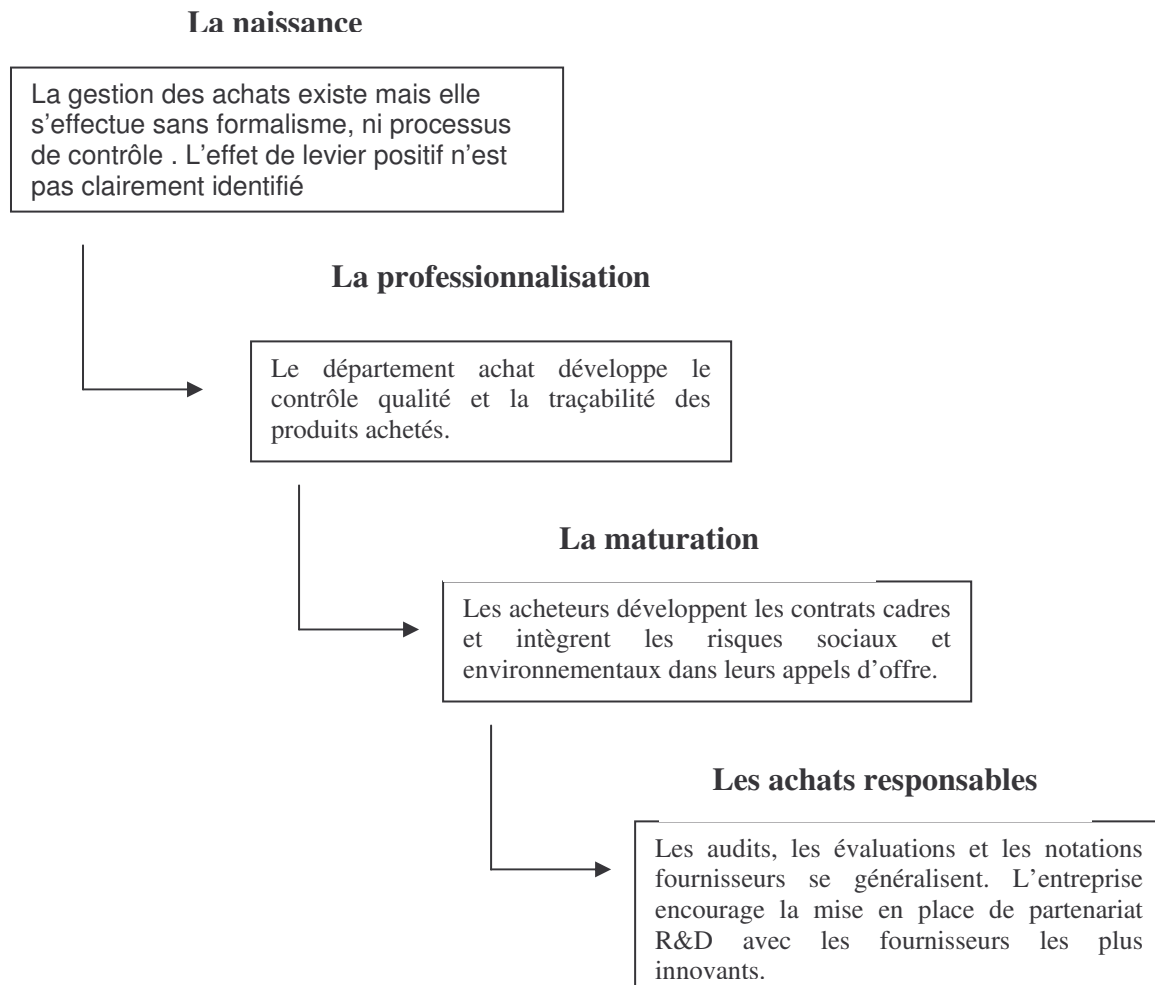 La naissance
La gestion des achats existe mais elle
s'effectue sans formalisme, ni processus
de contrôle . L'effet de levier positif n'est
pas clairement identifié
La professionnalisation
Le département achat développe le
contrôle qualité et la traçabilité des
produits achetés.
La maturation
Les acheteurs développent les contrats cadres
et intègrent les risques sociaux et
environnementaux dans leurs appels d'offre.
Les achats responsables
Les audits, les évaluations et les notations
fournisseurs se généralisent. L'entreprise
encourage la mise en place de partenariat
R&D avec les fournisseurs les plus
innovants.